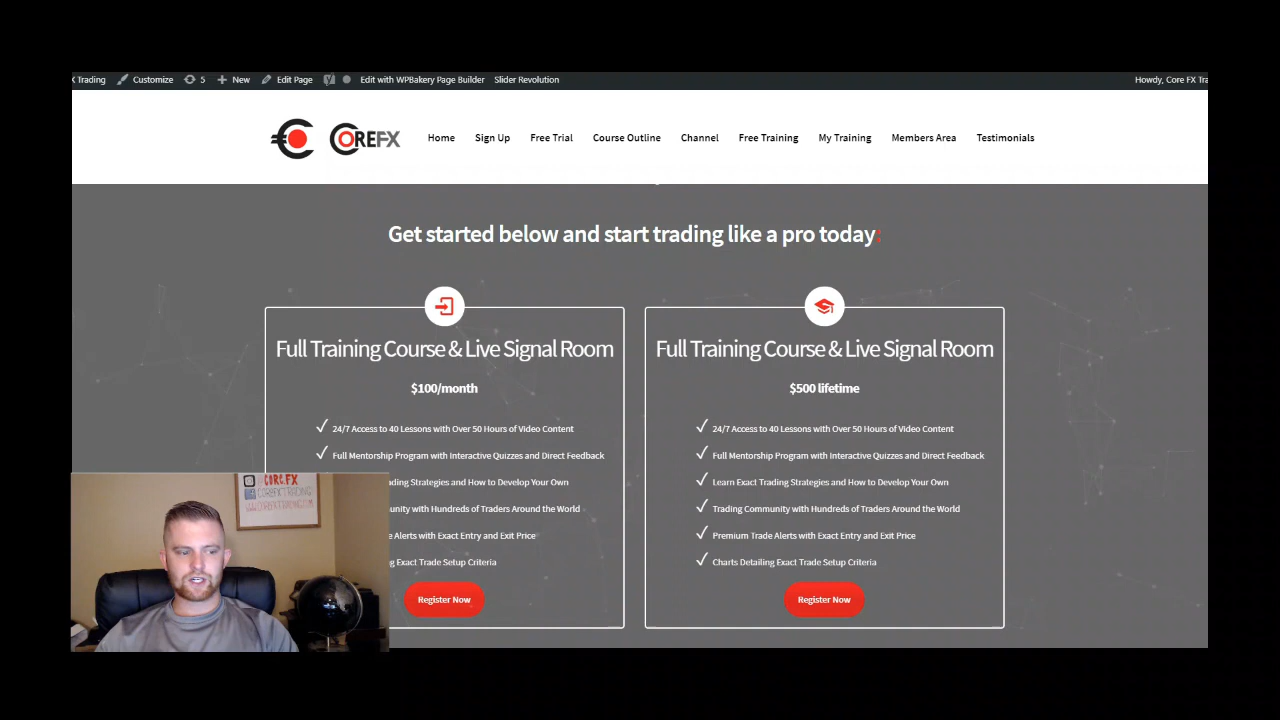 X Trading Customize 5 New Edit Page Edit with WPBakery Page Builder Slider Revolution Howdy, Core FX Tra
COREFX Home Sign Up Free Trial Course Outline Channel Free Training My Training Members Area Testimonials
Get started below and start trading like a pro today:
Full Training Course & Live Signal Room
$100/month
24/7 Access to 40 Lessons with Over 50 Hours of Video Content
Full Mentorship Program with Interactive Quizzes and Direct Feedback
ading Strategies and How to Develop Your Own
unity with Hundreds of Traders Around the World
e Alerts with Exact Entry and Exit Price
g Exact Trade Setup Criteria
Register Now
Full Training Course & Live Signal Room
$500 lifetime
24/7 Access to 40 Lessons with Over 50 Hours of Video Content
Full Mentorship Program with Interactive Quizzes and Direct Feedback
Learn Exact Trading Strategies and How to Develop Your Own
Trading Community with Hundreds of Traders Around the World
Premium Trade Alerts with Exact Entry and Exit Price
Charts Detailing Exact Trade Setup Criteria
Register Now
CORE.FX
COREFXTRADING
WWW.COREFXTRADING.COM